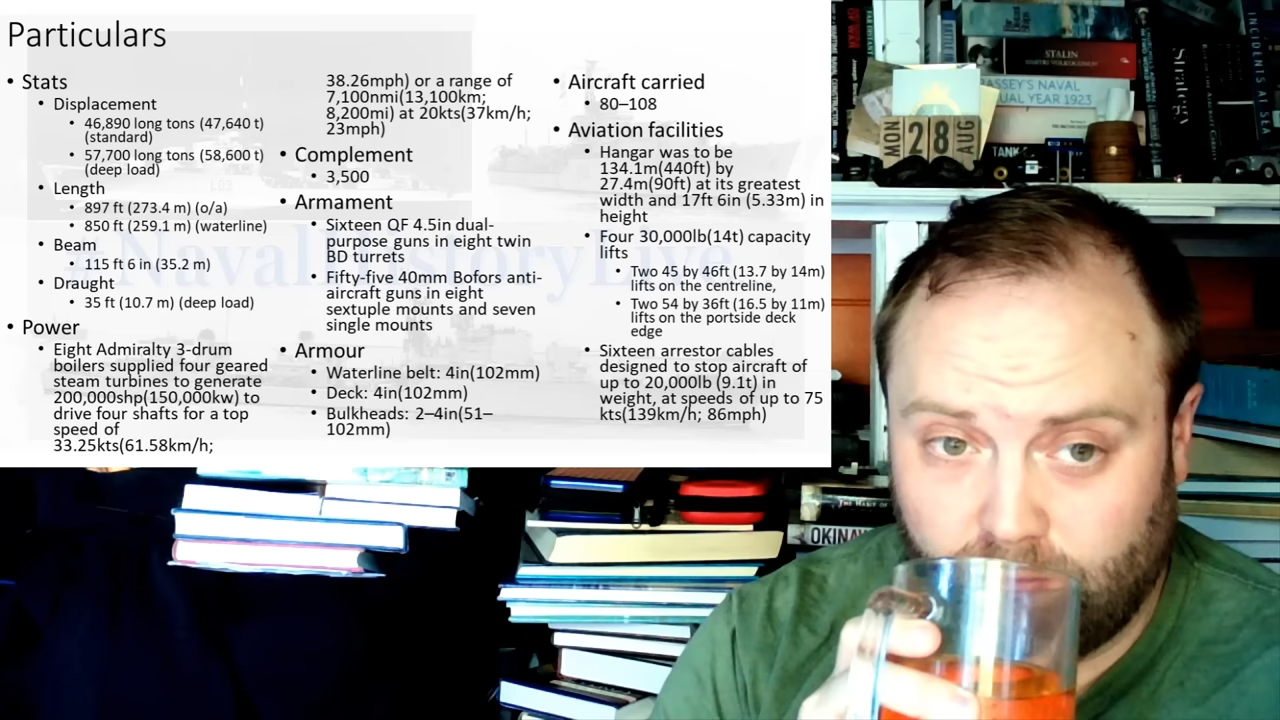 Particulars
• Stats
• Displacement
• 46,890 long tons (47,640 t)
(standard)
• 57,700 long tons (58,600 t)
(deep load)
• Length
• 897 ft (273.4 m) (o/a)
• 850 ft (259.1 m) (waterline)
• Beam
• 115 ft 6 in (35.2 m)
• Draught
• 35 ft (10.7 m) (deep load)
• Power
• Eight Admiralty 3-drum
boilers supplied four geared
steam turbines to generate
200,000shp(150,000kw) to
drive four shafts for a top
speed of
33.25kts(61.58km/h;
38.26mph) or a range of
7,100nmi(13,100km;
8,200mi) at 20kts(37km/h;
23mph)
• Complement
• 3,500
• Armament
• Sixteen QF 4.5in dual-
purpose guns in eight twin
BD turrets
• Fifty-five 40mm Bofors anti-
aircraft guns in eight
sextuple mounts and seven
single mounts
• Armour
• Waterline belt: 4in(102mm)
• Deck: 4in(102mm)
• Bulkheads: 2–4in(51–
102mm)
• Aircraft carried
• 80–108
• Aviation facilities
• Hangar was to be
134.1m(440ft) by
27.4m(90ft) at its greatest
width and 17ft 6in (5.33m) in
height
• Four 30,000lb(14t) capacity
lifts
• Two 45 by 46ft (13.7 by 14m)
lifts on the centreline,
• Two 54 by 36ft (16.5 by 11m)
lifts on the portside deck
edge
• Sixteen arrestor cables
designed to stop aircraft of
up to 20,000lb (9.1t) in
weight, at speeds of up to 75
kts(139km/h; 86mph)
STALIN
NAVAL
YEAR 1923
Strategy
INCIDENTS AT SEA
MON 28 AUG
TANK
OKINAWA